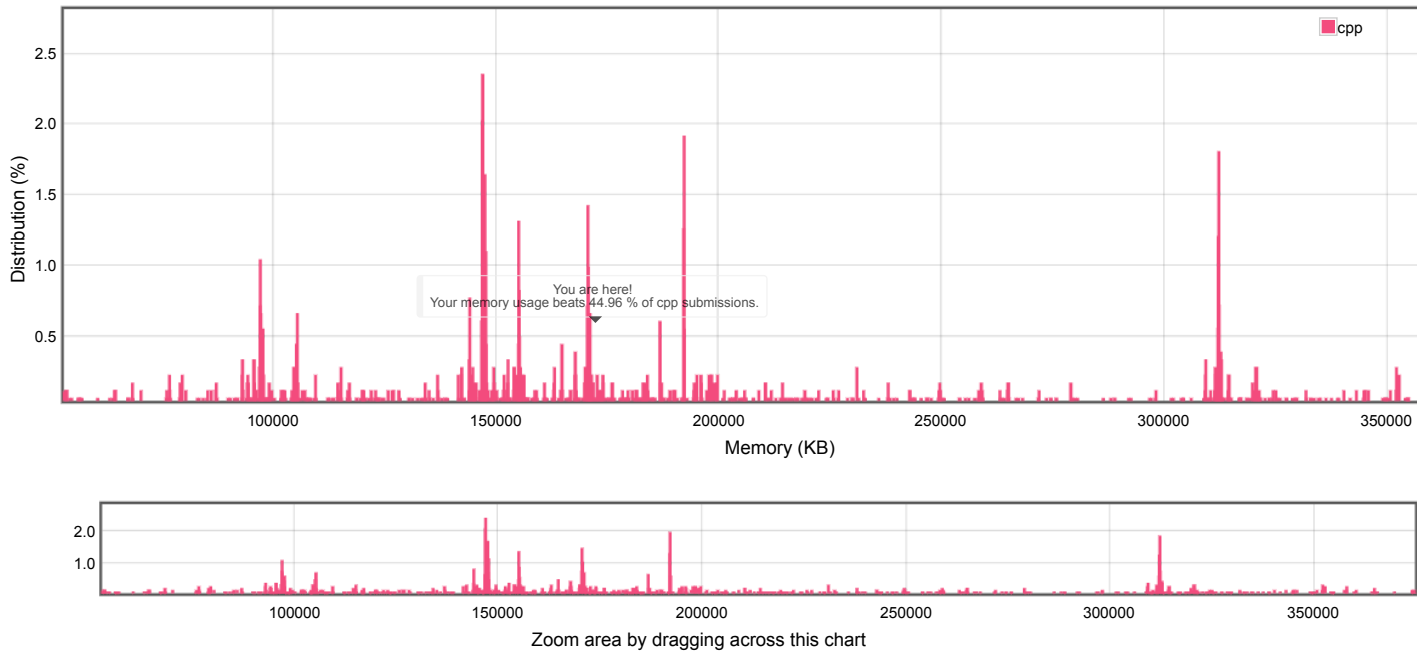 cpp
2.5
2.0
1.5
1.0
0.5
Distribution (%)
You are here!
Your memory usage beats 44.96 % of cpp submissions.
100000 150000 200000 250000 300000 350000
Memory (KB)
2.0
1.0
100000 150000 200000 250000 300000 350000
Zoom area by dragging across this chart